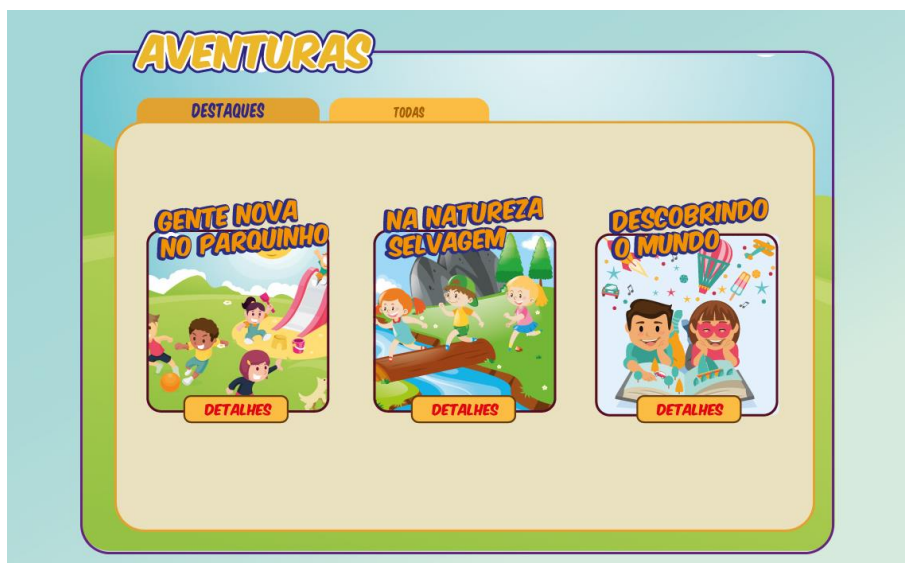 AVENTURAS
DESTAQUES
TODAS
GENTE NOVA
NO PARQUINHO
DETALHES
NA NATUREZA
SELVAGEM
DETALHES
DESCOBRINDO
O MUNDO
DETALHES